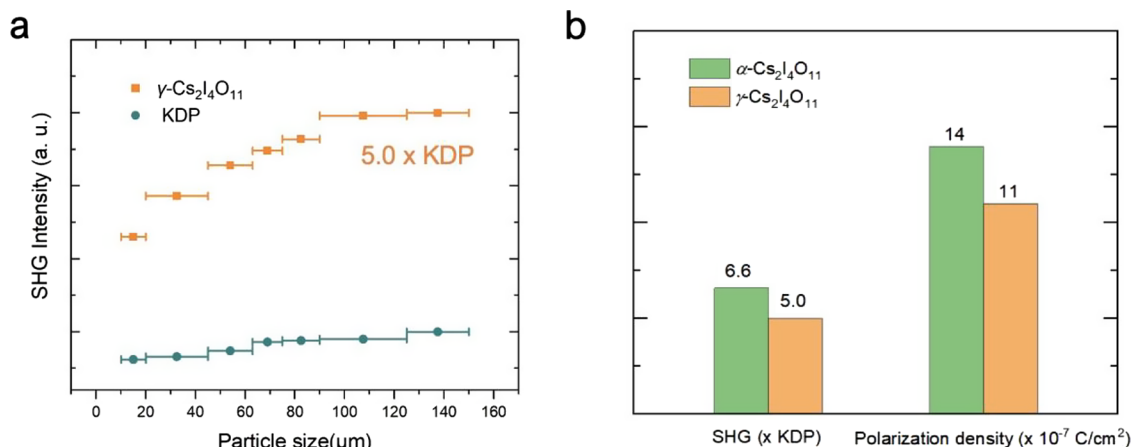 a
γ-Cs2I4O11
KDP
5.0 x KDP
SHG Intensity (a. u.)
0 20 40 60 80 100 120 140 160
Particle size(um)
b
α-Cs2I4O11
γ-Cs2I4O11
6.6
5.0
14
11
SHG (x KDP) Polarization density (x 10⁻⁷ C/cm²)